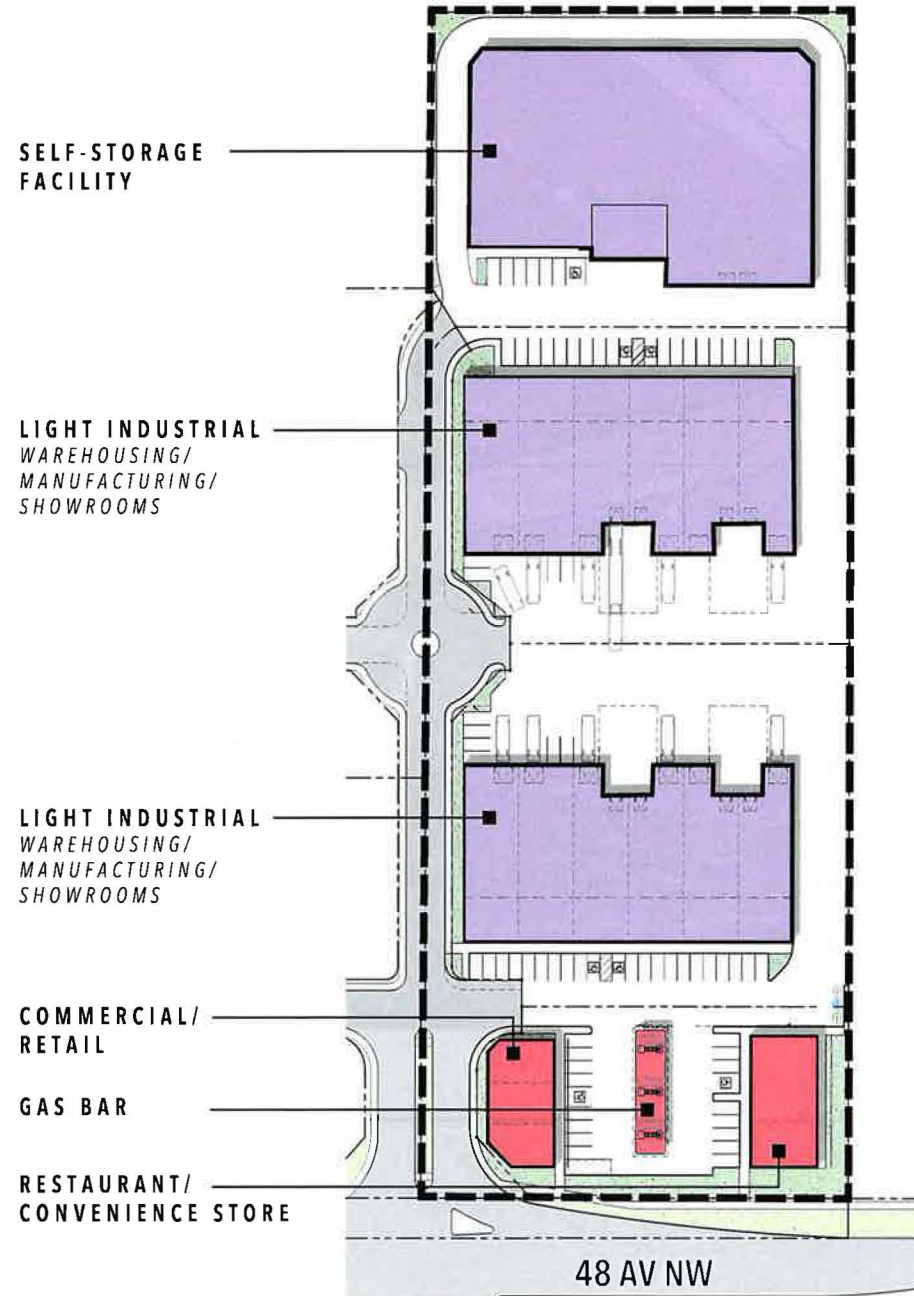 SELF-STORAGE
FACILITY
LIGHT INDUSTRIAL
WAREHOUSING/
MANUFACTURING/
SHOWROOMS
LIGHT INDUSTRIAL
WAREHOUSING/
MANUFACTURING/
SHOWROOMS
COMMERCIAL/
RETAIL
GAS BAR
RESTAURANT/
CONVENIENCE STORE
48 AV NW